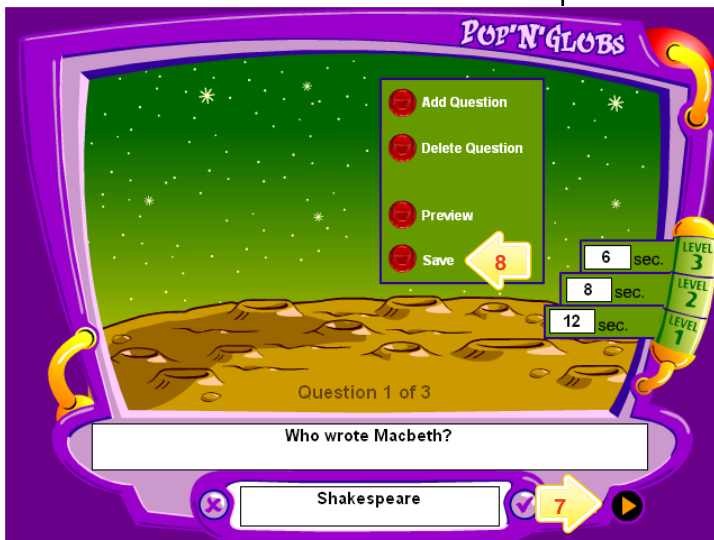 POP'N'GLOBS
Add Question
Delete Question
Preview
Save
8
6 sec.
LEVEL 3
8
LEVEL 2
12 sec.
LEVEL 1
Question 1 of 3
Who wrote Macbeth?
Shakespeare
7